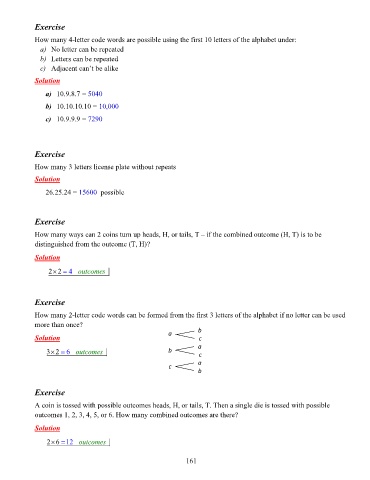 Exercise
How many 4-letter code words are possible using the first 10 letters of the alphabet under:
a) No letter can be repeated
b) Letters can be repeated
c) Adjacent can't be alike
Solution
a) 10.9.8.7 = 5040
b) 10.10.10.10 = 10,000
c) 10.9.9.9 = 7290
Exercise
How many 3 letters license plate without repeats
Solution
26.25.24 = 15600 possible
Exercise
How many ways can 2 coins turn up heads, H, or tails, T – if the combined outcome (H, T) is to be
distinguished from the outcome (T, H)?
Solution
2 × 2 = 4 outcomes
Exercise
How many 2-letter code words can be formed from the first 3 letters of the alphabet if no letter can be used
more than once?
a b
Solution c
a
3 × 2 = 6 outcomes b
c
a
c
b
Exercise
A coin is tossed with possible outcomes heads, H, or tails, T. Then a single die is tossed with possible
outcomes 1, 2, 3, 4, 5, or 6. How many combined outcomes are there?
Solution
2 × 6 = 12 outcomes
161